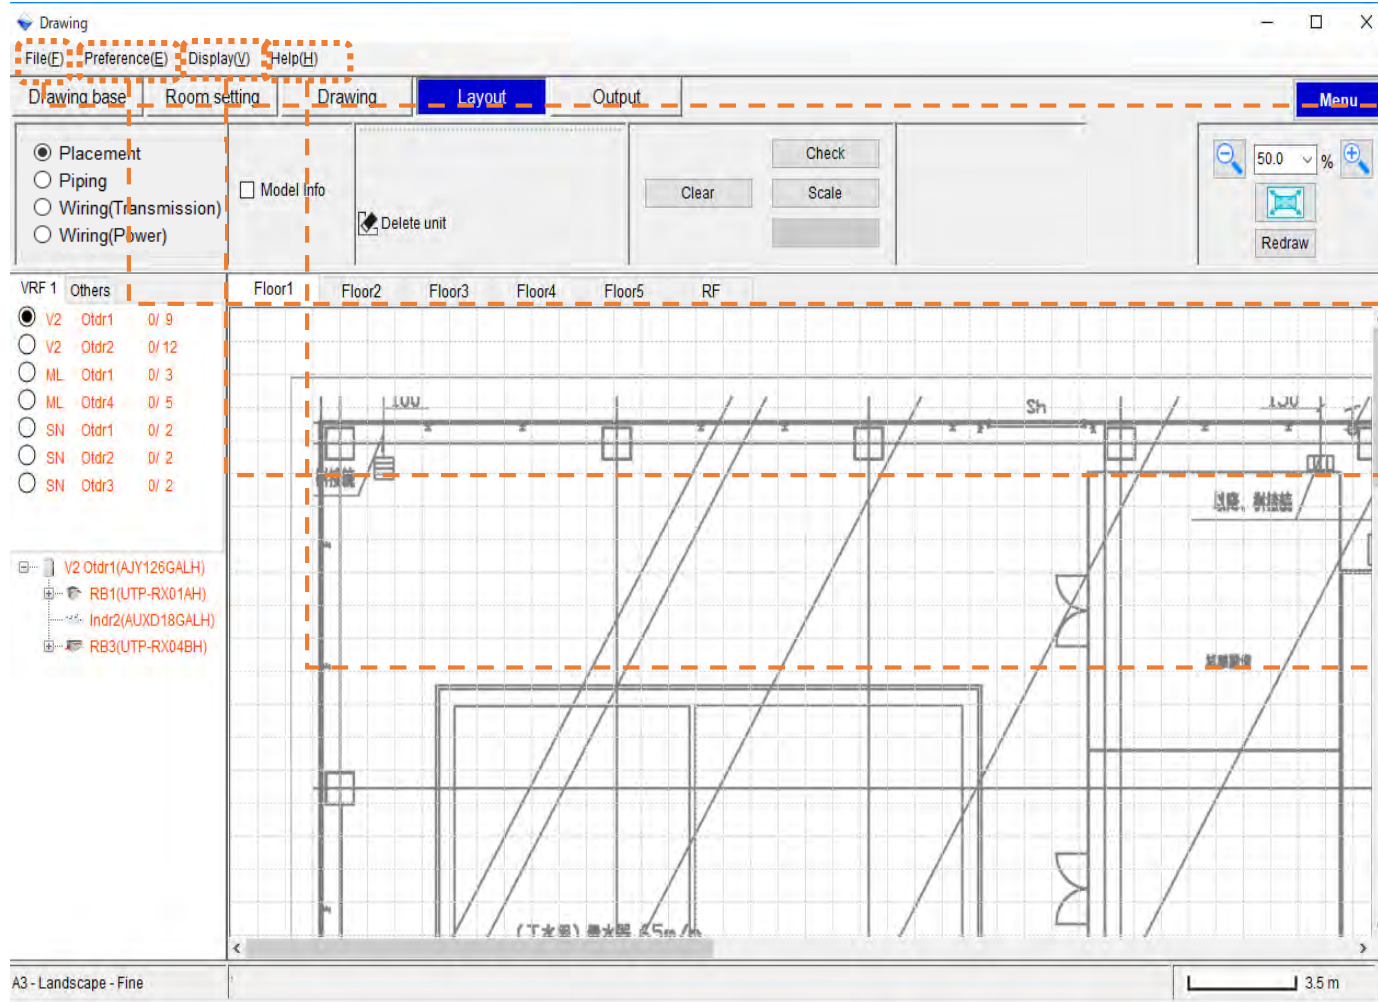 Drawing
File(F) Preference(E) Display(V) Help(H)
Drawing base Room setting Drawing Layout Output Menu
Placement
Piping
Wiring(Transmission)
Wiring(Power)
Model Info
Delete unit
Clear
Check
Scale
50.0 %
Redraw
VRF 1 Others
Floor1 Floor2 Floor3 Floor4 Floor5 RF
V2 Otdr1 0/ 9
V2 Otdr2 0/ 12
ML Otdr1 0/ 3
ML Otdr4 0/ 5
SN Otdr1 0/ 2
SN Otdr2 0/ 2
SN Otdr3 0/ 2
V2 Otdr1(AJY126GALH)
RB1(UTP-RX01AH)
Indr2(AUXD18GALH)
RB3(UTP-RX04BH)
100
150
A3 - Landscape - Fine
3.5 m